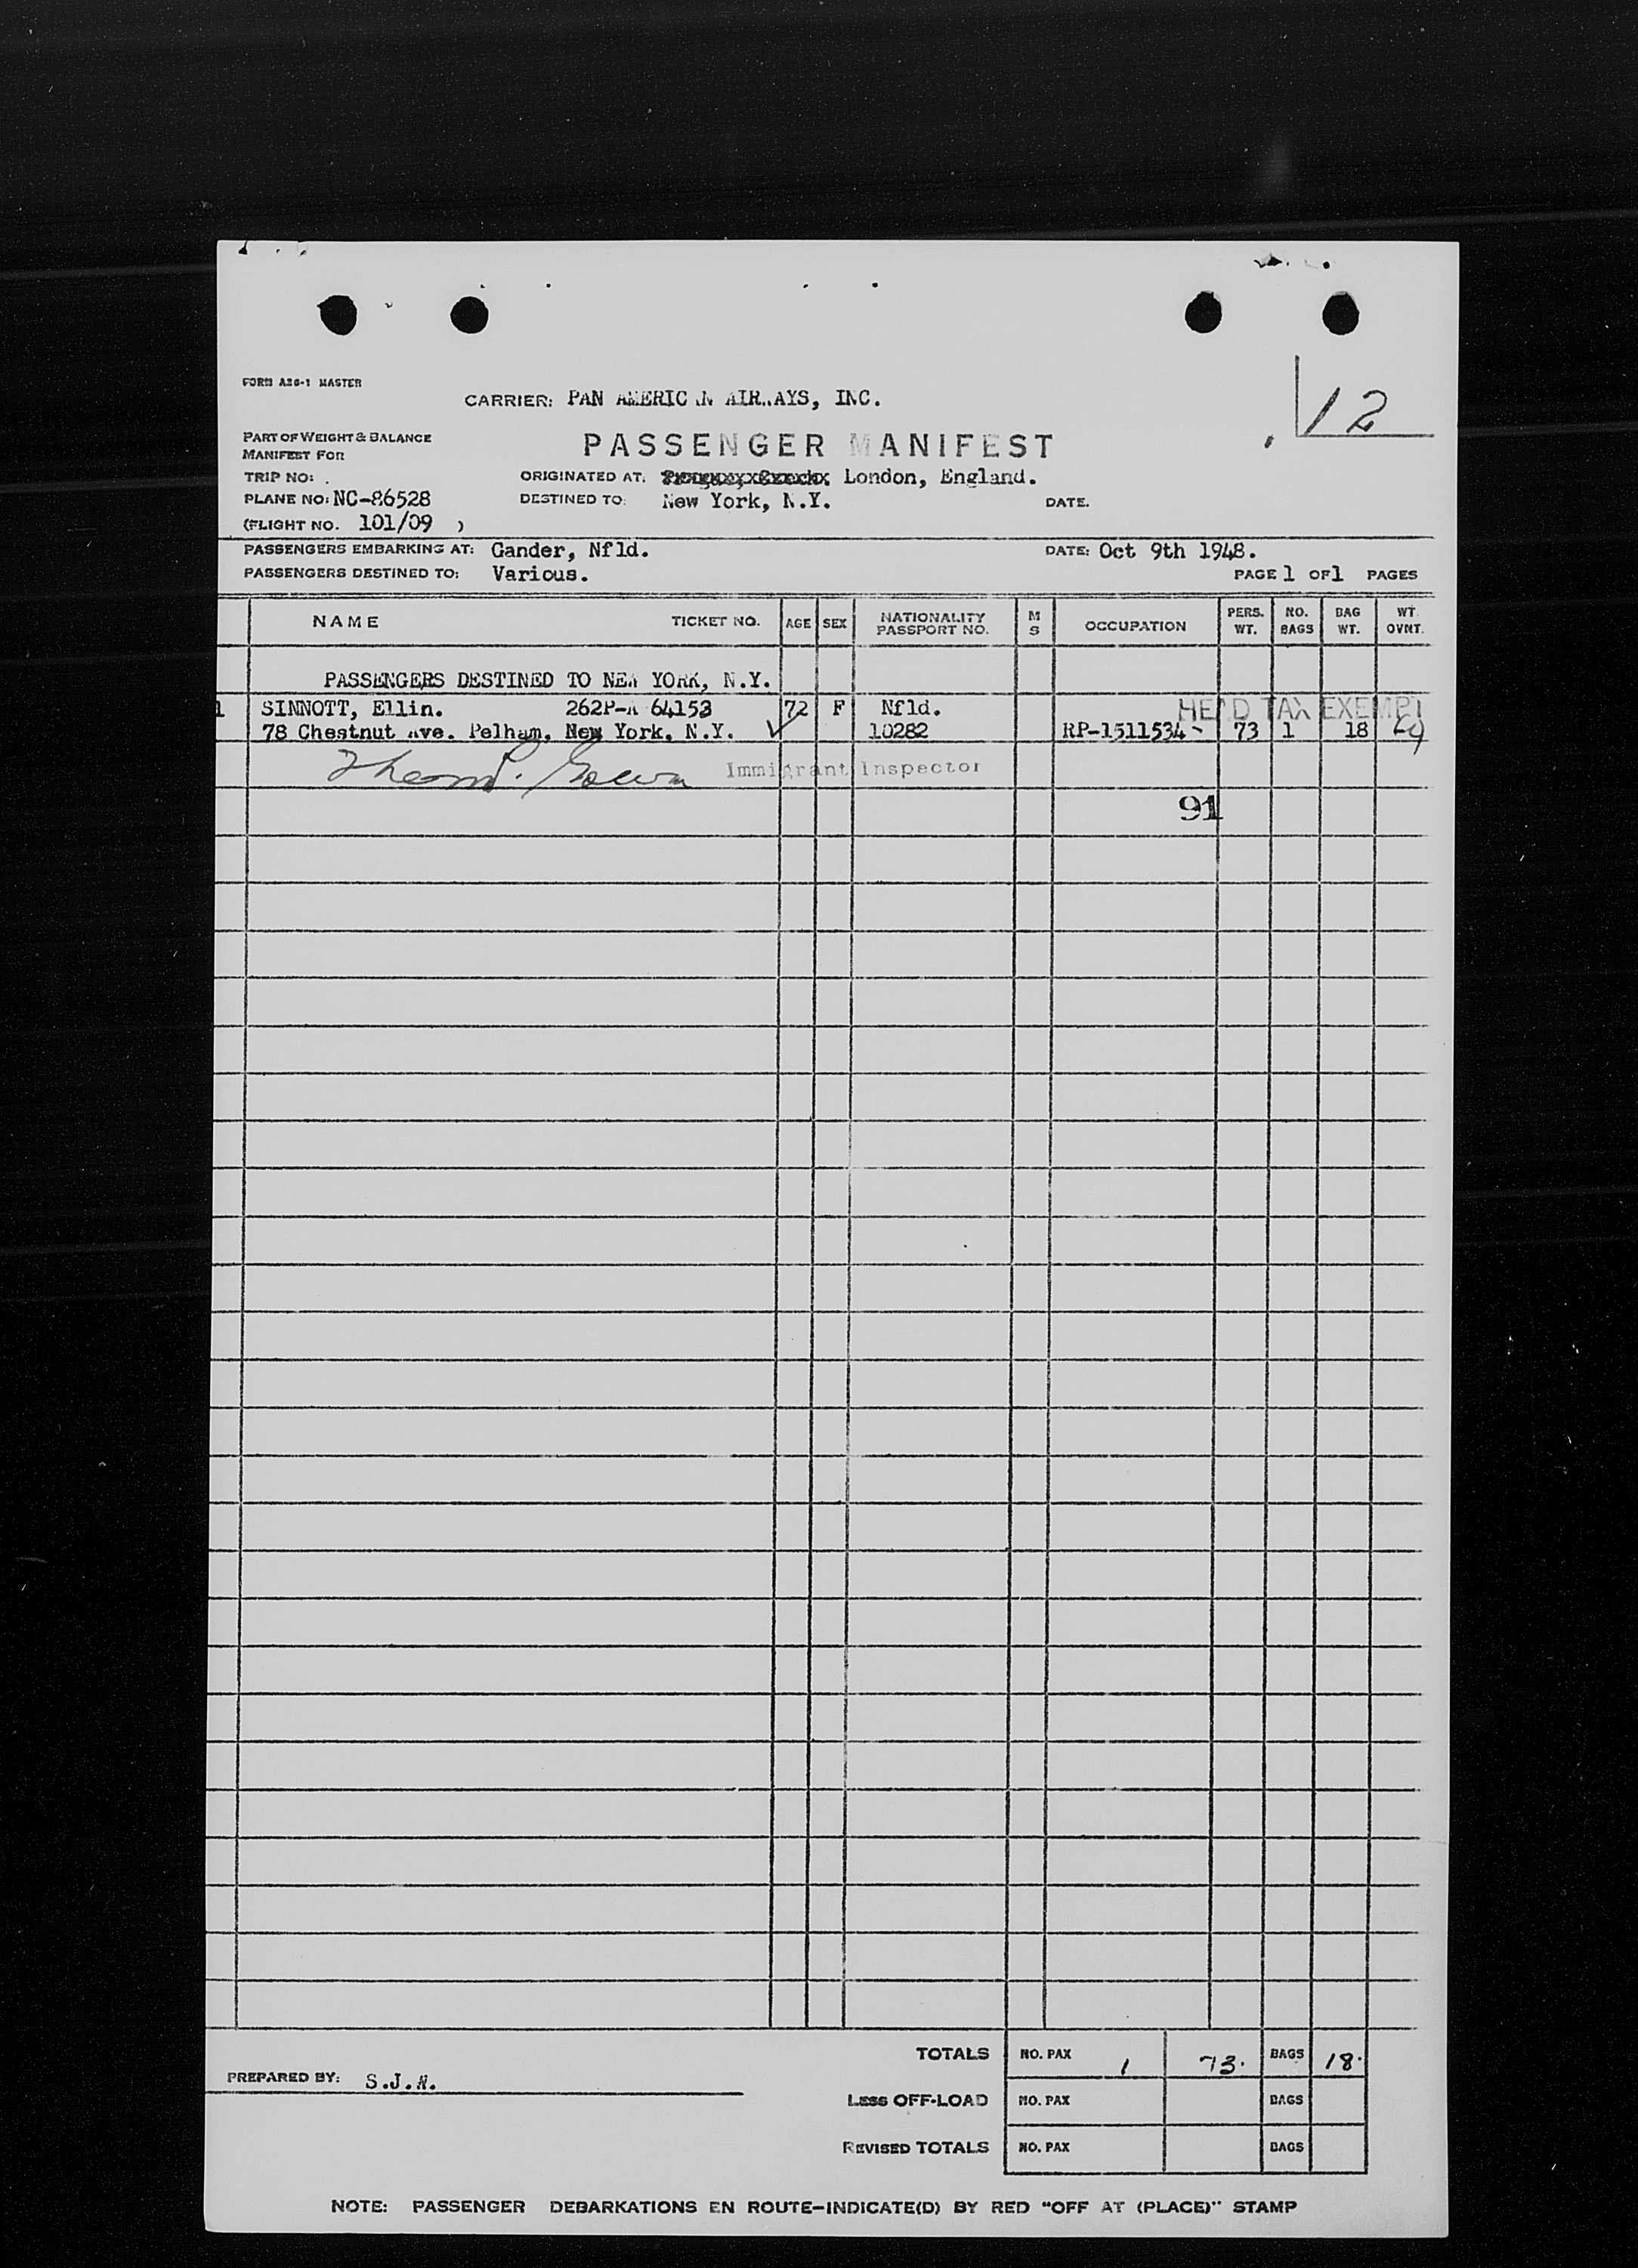 FORM A26-1 MASTER
12
CARRIER: PAN AMERICAN AIRWAYS, INC.
PART OF WEIGHT & BALANCE
MANIFEST FOR
PASSENGER MANIFEST
TRIP NO: .
ORIGINATED AT: London, England.
PLANE NO: NC-86528
DESTINED TO: New York, N.Y. DATE.
(FLIGHT NO. 101/09 )
PASSENGERS EMBARKING AT: Gander, Nfld. DATE: Oct 9th 1948.
PASSENGERS DESTINED TO: Various. PAGE 1 OF 1 PAGES
NAME TICKET NO. AGE SEX NATIONALITY PASSPORT NO. M S OCCUPATION PERS. WT. NO. BAGS BAG WT. WT. OVNT.
PASSENGERS DESTINED TO NEW YORK, N.Y.
1 SINNOTT, Ellin. 262P-A 64153 72 F Nfld. HEAD TAX EXEMPT
78 Chestnut Ave. Pelham, New York, N.Y. 10282 RP-1511534 73 1 18
Immigrant Inspector
91
TOTALS NO. PAX 1 73. BAGS 18.
PREPARED BY: S.J.W.
LESS OFF-LOAD NO. PAX BAGS
REVISED TOTALS NO. PAX BAGS
NOTE: PASSENGER DEBARKATIONS EN ROUTE-INDICATE(D) BY RED "OFF AT (PLACE)" STAMP